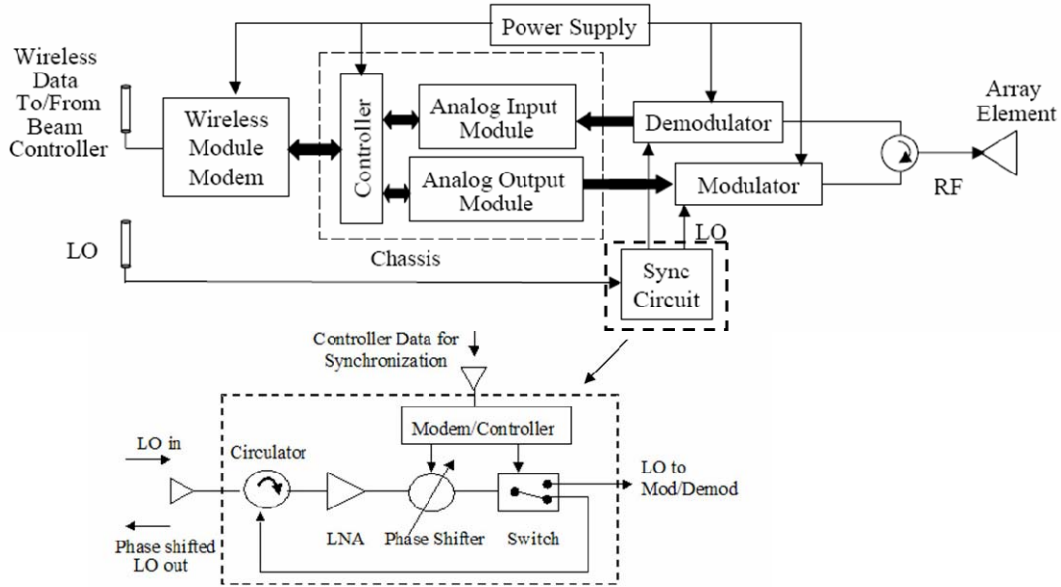 Power Supply
Wireless
Data
To/From
Beam
Controller
Wireless
Module
Modem
Controller
Analog Input
Module
Analog Output
Module
Demodulator
Modulator
Array
Element
RF
LO
Chassis
LO
Sync
Circuit
Controller Data for
Synchronization
Modem/Controller
LO in
Circulator
LO to
Mod/Demod
Phase shifted
LO out
LNA
Phase Shifter
Switch